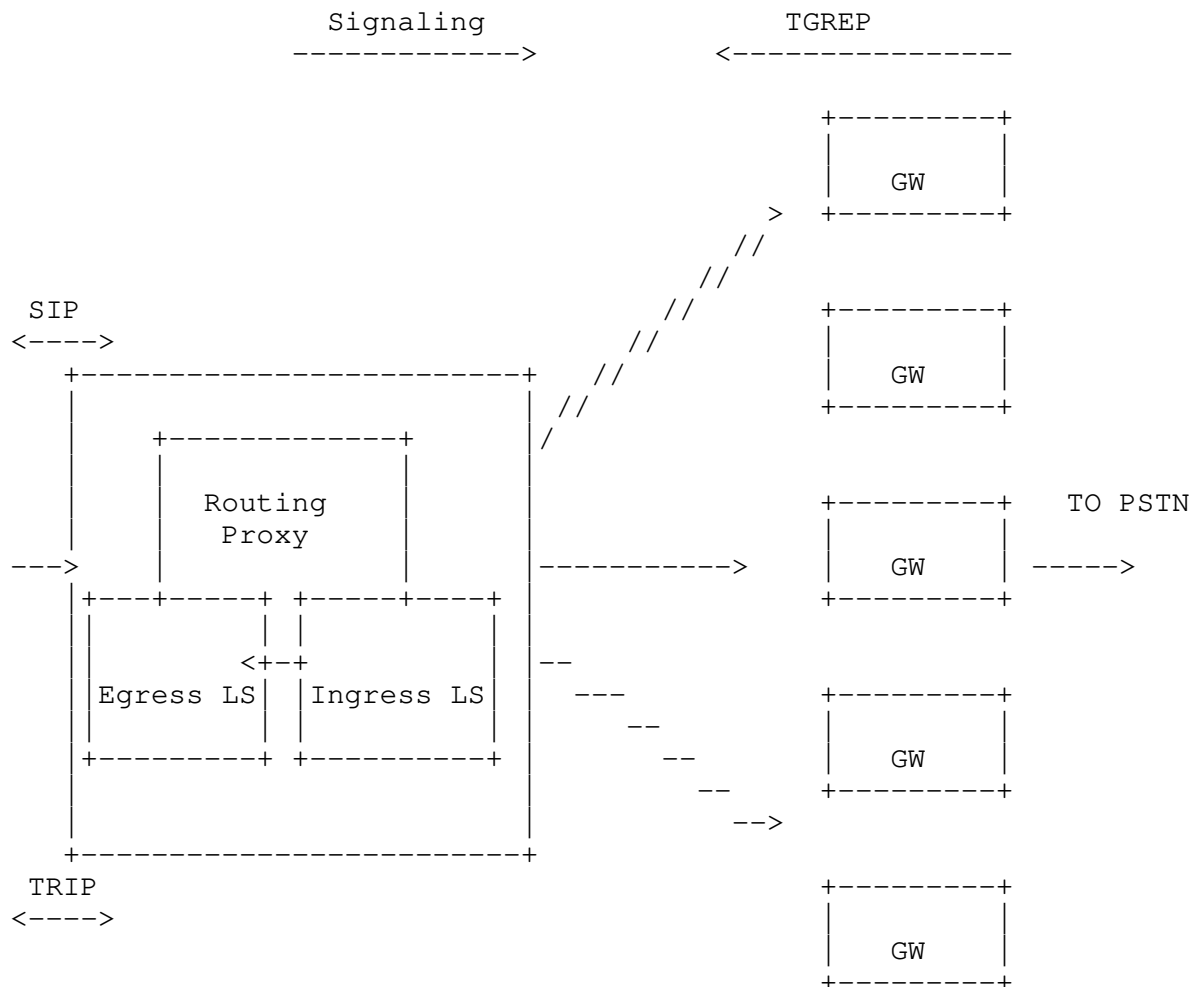 Signaling TGREP
GW
SIP
GW
Routing TO PSTN
Proxy
GW
Egress LS Ingress LS
GW
TRIP
GW